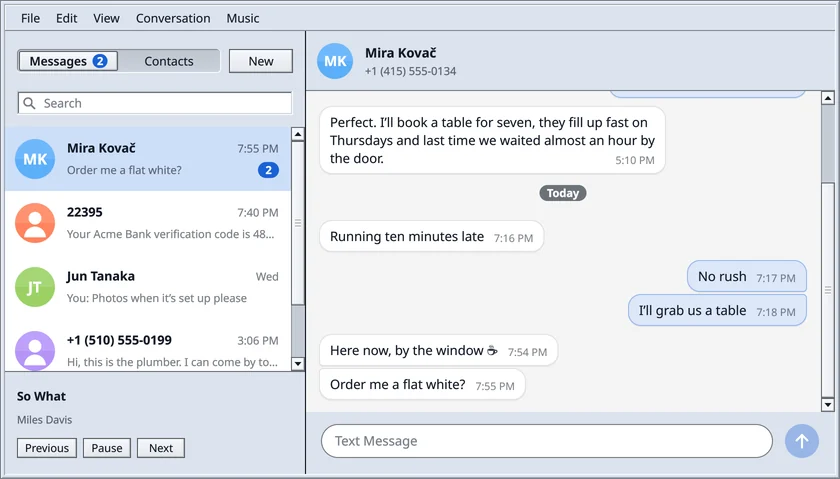 File Edit View Conversation Music
Messages 2 Contacts New
Search
MK Mira Kovač 7:55 PM
Order me a flat white? 2
22395 7:40 PM
Your Acme Bank verification code is 48…
JT Jun Tanaka Wed
You: Photos when it’s set up please
+1 (510) 555-0199 3:06 PM
Hi, this is the plumber. I can come by to…
So What
Miles Davis
Previous Pause Next
MK Mira Kovač
+1 (415) 555-0134
Perfect. I’ll book a table for seven, they fill up fast on
Thursdays and last time we waited almost an hour by
the door. 5:10 PM
Today
Running ten minutes late 7:16 PM
No rush 7:17 PM
I’ll grab us a table 7:18 PM
Here now, by the window ☕ 7:54 PM
Order me a flat white? 7:55 PM
Text Message